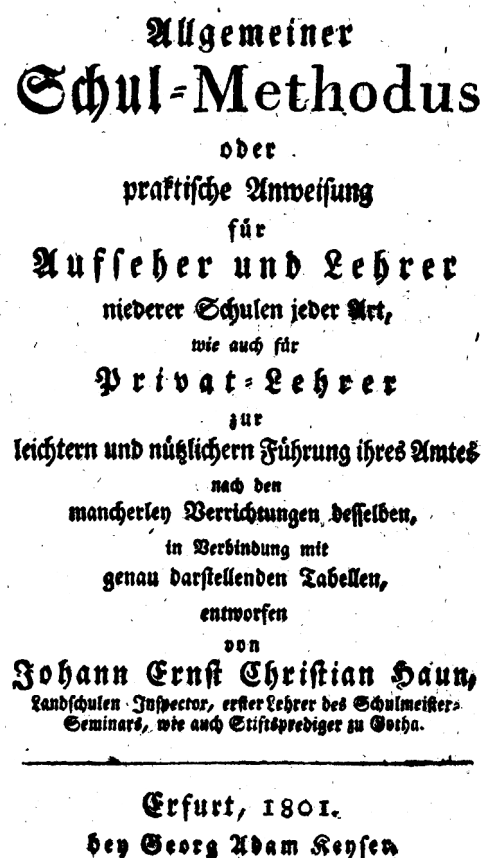 Allgemeiner
Schul-Methodus
oder
praktische Anweisung
für
Aufseher und Lehrer
niederer Schulen jeder Art,
wie auch für
Privat-Lehrer
zur
leichtern und nützlichern Führung ihres Amtes
nach den
mancherley Verrichtungen desselben,
in Verbindung mit
genau darstellenden Tabellen,
entworfen
von
Johann Ernst Christian Haun,
Landschulen Inspector, erster Lehrer des Schulmeister-
Seminars, wie auch Stiftsprediger zu Gotha.
Erfurt, 1801.
bey Georg Adam Keyser.